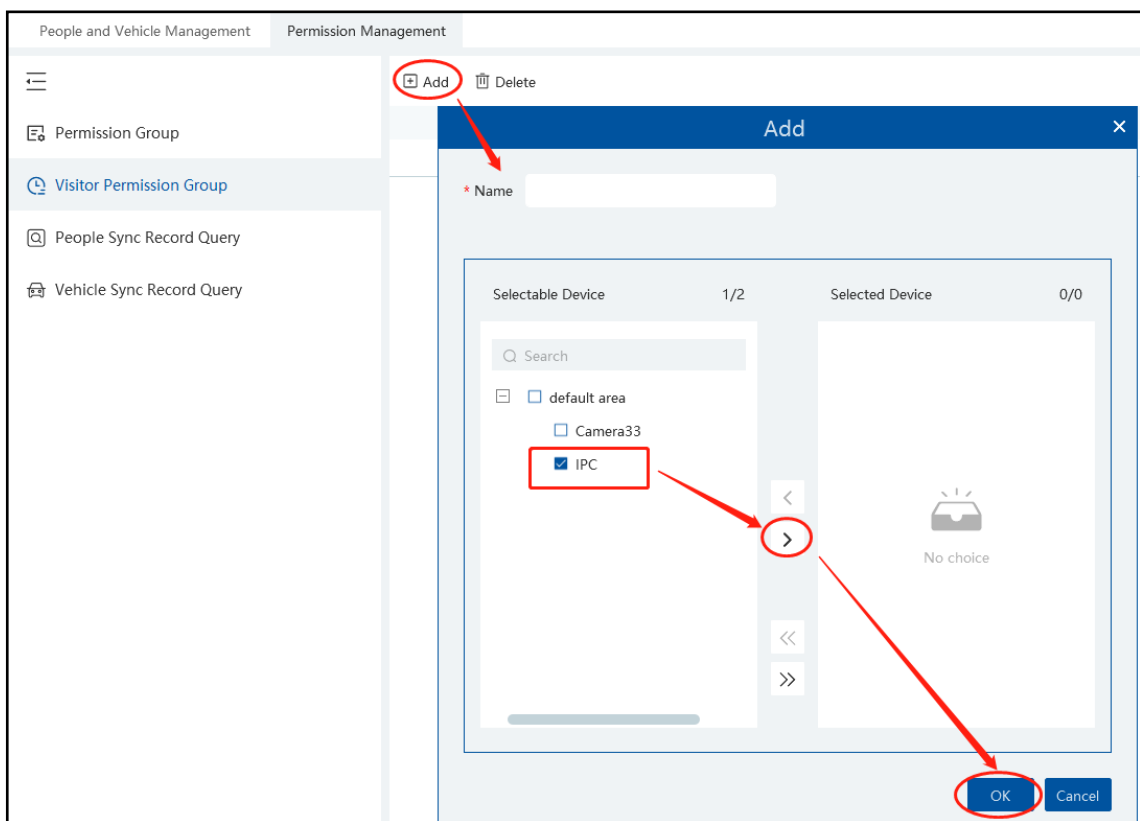 People and Vehicle Management Permission Management
Add Delete
Permission Group
Visitor Permission Group
People Sync Record Query
Vehicle Sync Record Query
Add
* Name
Selectable Device 1/2
Selected Device 0/0
Search
default area
Camera33
IPC
No choice
OK Cancel